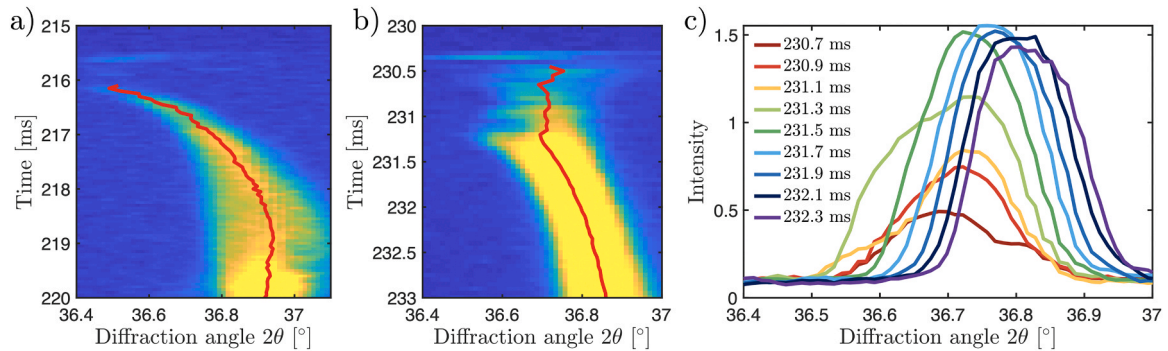 a)
215
216
217
218
219
220
Time [ms]
36.4 36.6 36.8 37
Diffraction angle 2θ [°]
b)
230
230.5
231
231.5
232
232.5
233
Time [ms]
36.4 36.6 36.8 37
Diffraction angle 2θ [°]
c)
1.5
1
0.5
0
Intensity
230.7 ms
230.9 ms
231.1 ms
231.3 ms
231.5 ms
231.7 ms
231.9 ms
232.1 ms
232.3 ms
36.4 36.5 36.6 36.7 36.8 36.9 37
Diffraction angle 2θ [°]